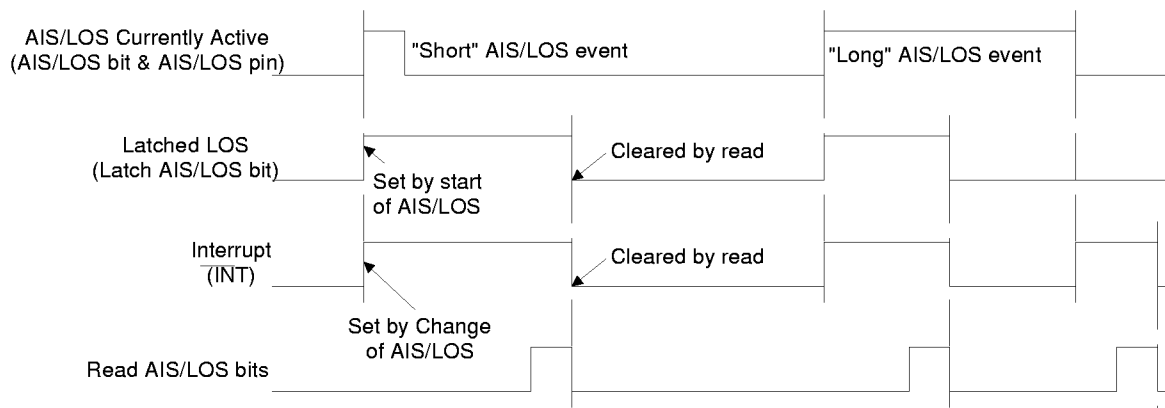 AIS/LOS Currently Active
(AIS/LOS bit & AIS/LOS pin)
"Short" AIS/LOS event
"Long" AIS/LOS event
Latched LOS
(Latch AIS/LOS bit)
Set by start
of AIS/LOS
Cleared by read
Interrupt
(INT)
Set by Change
of AIS/LOS
Cleared by read
Read AIS/LOS bits